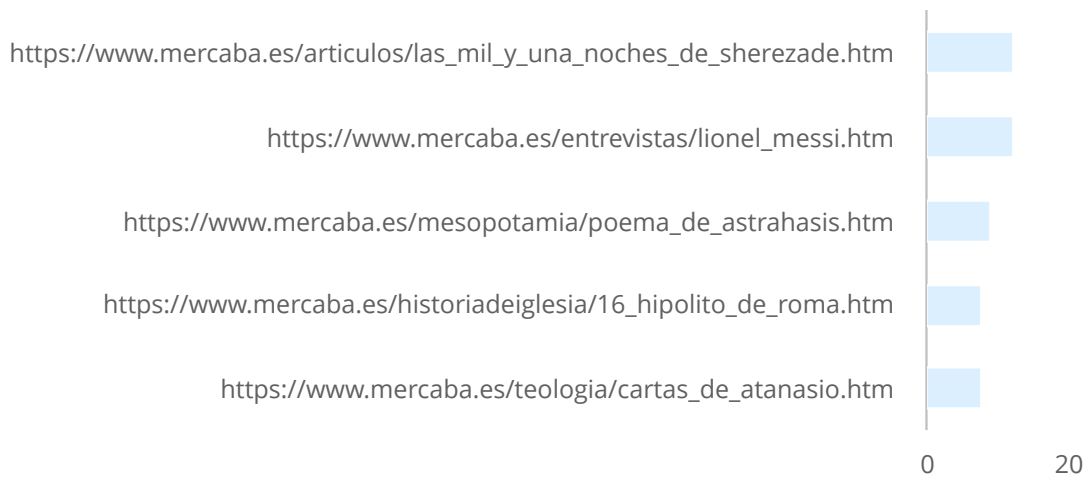 https://www.mercaba.es/articulos/las_mil_y_una_noches_de_sherezade.htm
https://www.mercaba.es/entrevistas/lionel_messi.htm
https://www.mercaba.es/mesopotamia/poema_de_astrahasis.htm
https://www.mercaba.es/historiadeiglesia/16_hipolito_de_roma.htm
https://www.mercaba.es/teologia/cartas_de_atanasio.htm
0 20